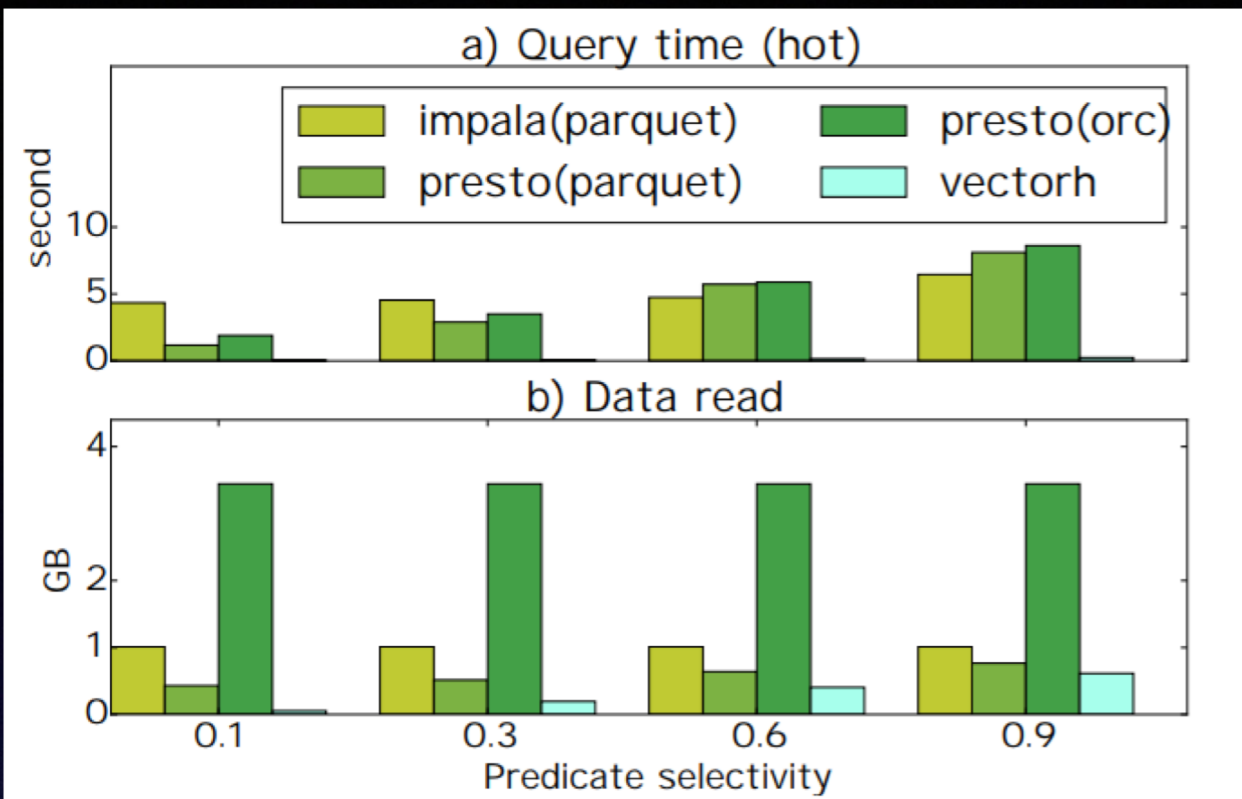 a) Query time (hot)
impala(parquet)
presto(orc)
presto(parquet)
vectorh
second
10
5
0
b) Data read
GB
4
2
1
0
0.1 0.3 0.6 0.9
Predicate selectivity